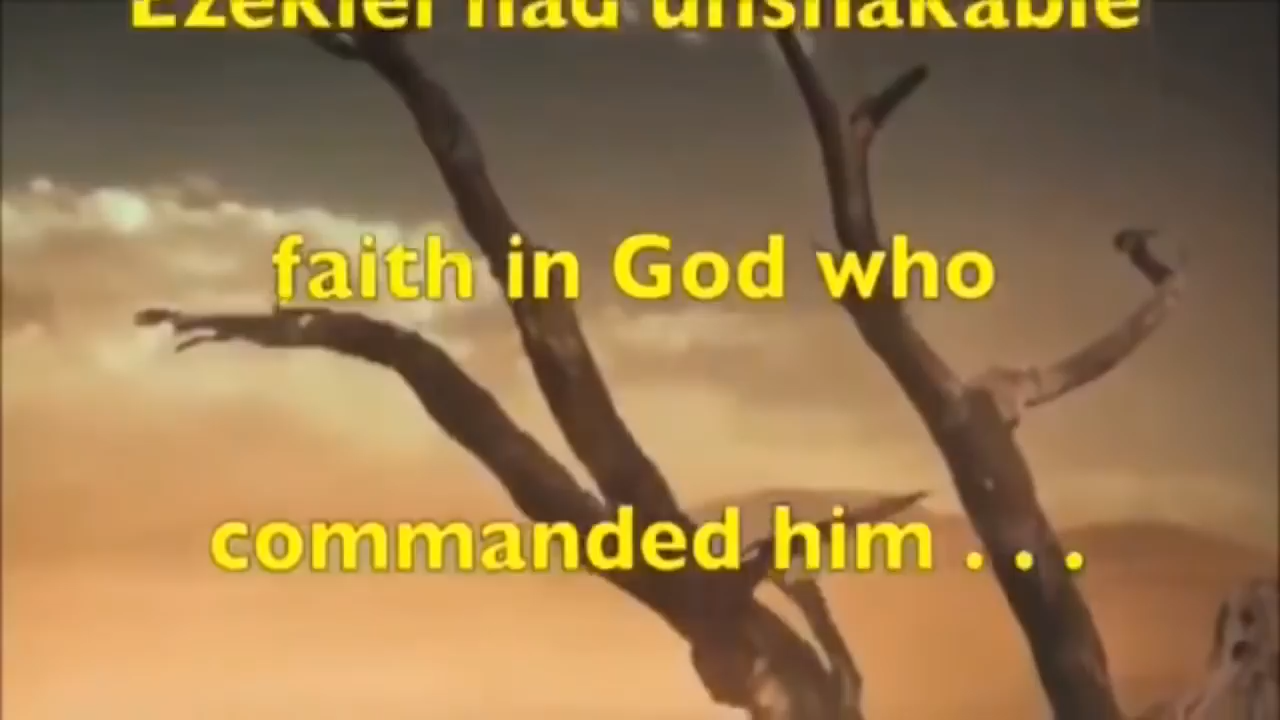 Ezekiel had unshakable
faith in God who
commanded him . . .